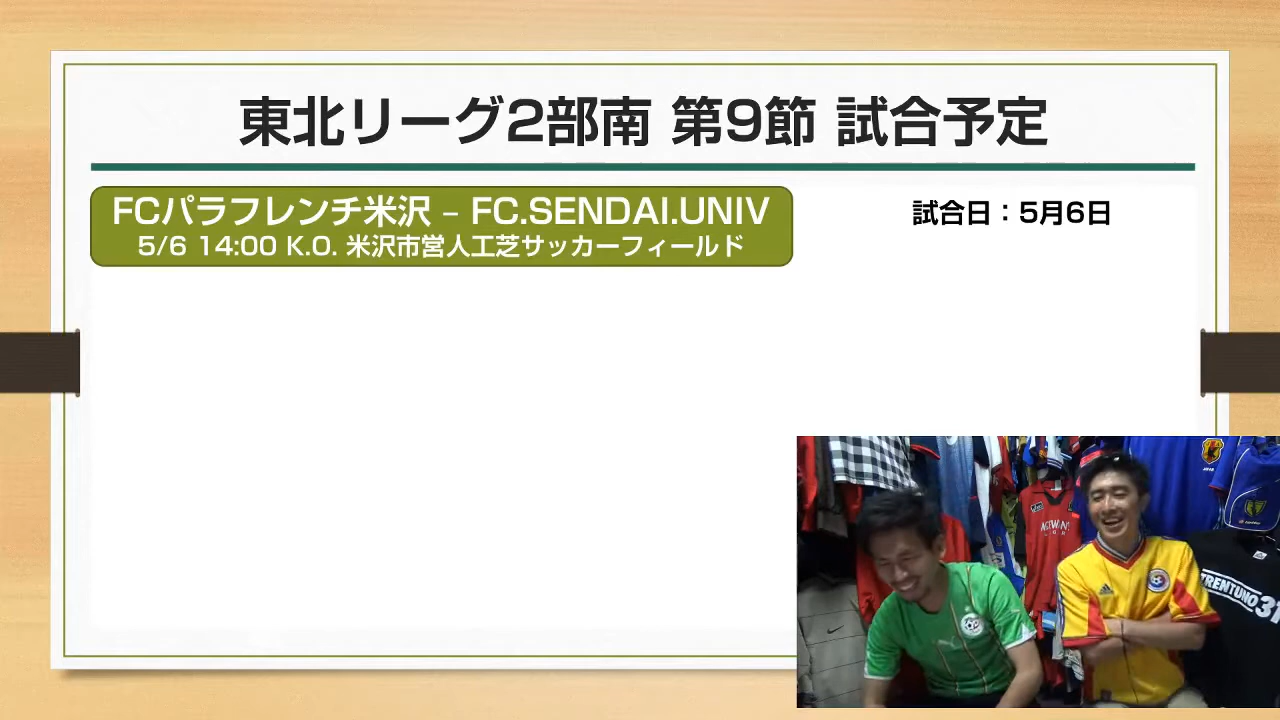 東北リーグ2部南 第9節 試合予定
FCパラフレンチ米沢 – FC.SENDAI.UNIV
5/6 14:00 K.O. 米沢市営人工芝サッカーフィールド
試合日：5月6日
TRENTUNO 31